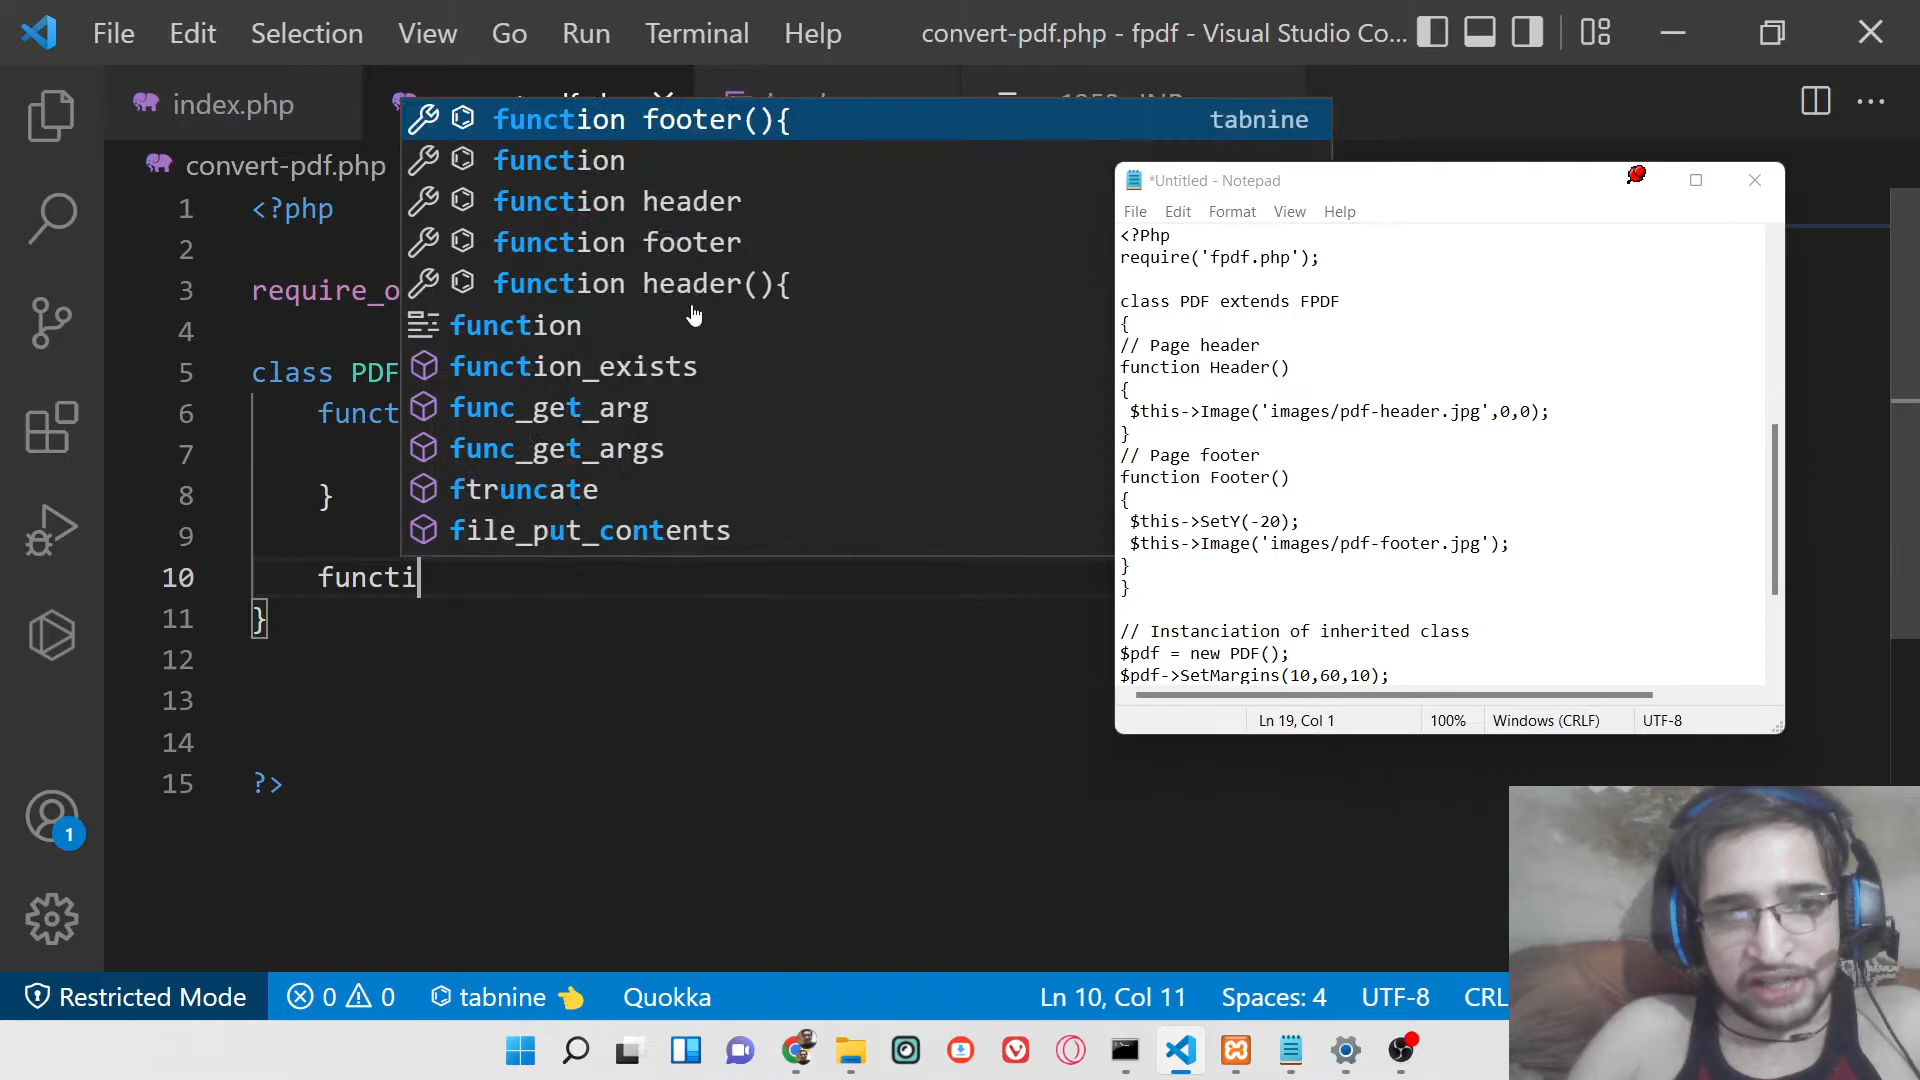 File Edit Selection View Go Run Terminal Help convert-pdf.php - fpdf - Visual Studio Co...
index.php
convert-pdf.php
function footer(){ tabnine
function
function header
function footer
function header(){
function
function_exists
func_get_arg
func_get_args
ftruncate
file_put_contents
1 <?php
2
3 require_o
4
5 class PDF
6 funct
7
8 }
9
10 functi
11 }
12
13
14
15 ?>
*Untitled - Notepad
File Edit Format View Help
<?Php
require('fpdf.php');
class PDF extends FPDF
{
// Page header
function Header()
{
$this->Image('images/pdf-header.jpg',0,0);
}
// Page footer
function Footer()
{
$this->SetY(-20);
$this->Image('images/pdf-footer.jpg');
}
}
// Instanciation of inherited class
$pdf = new PDF();
$pdf->SetMargins(10,60,10);
Ln 19, Col 1 100% Windows (CRLF) UTF-8
1
Restricted Mode 0 0 tabnine Quokka Ln 10, Col 11 Spaces: 4 UTF-8 CRL